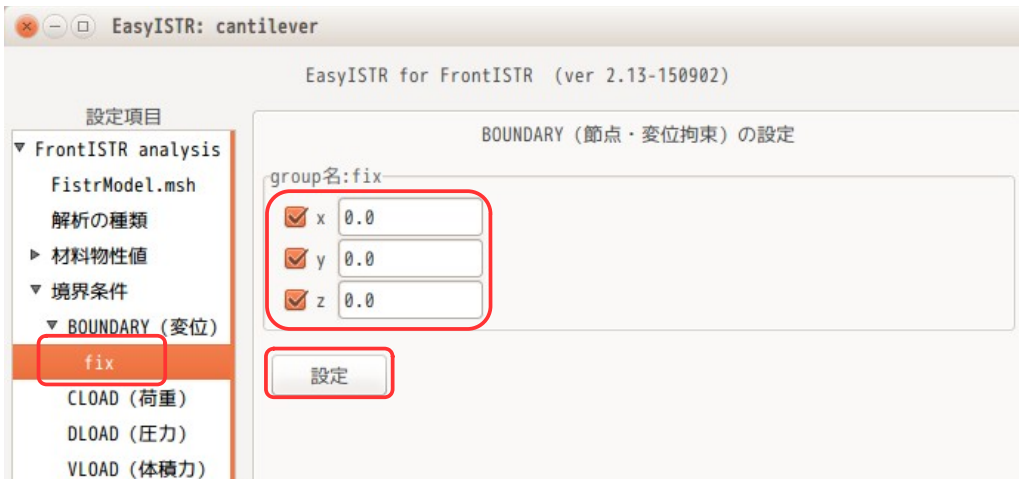 EasyISTR: cantilever
EasyISTR for FrontISTR (ver 2.13-150902)
設定項目
FrontISTR analysis
FistrModel.msh
解析の種類
材料物性値
境界条件
BOUNDARY (変位)
fix
CLOAD (荷重)
DLOAD (圧力)
VLOAD (体積力)
BOUNDARY (節点・変位拘束) の設定
group名:fix
x 0.0
y 0.0
z 0.0
設定